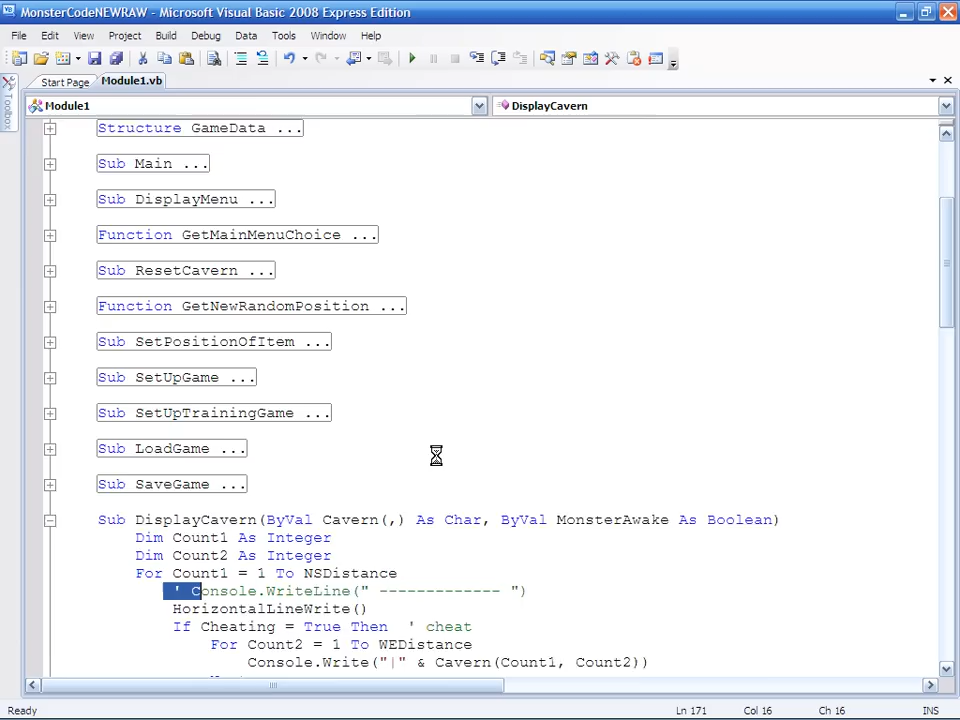 MonsterCodeNEWRAW - Microsoft Visual Basic 2008 Express Edition
File Edit View Project Build Debug Data Tools Window Help
Start Page Module1.vb
Toolbox
Module1 DisplayCavern
Structure GameData ...
Sub Main ...
Sub DisplayMenu ...
Function GetMainMenuChoice ...
Sub ResetCavern ...
Function GetNewRandomPosition ...
Sub SetPositionOfItem ...
Sub SetUpGame ...
Sub SetUpTrainingGame ...
Sub LoadGame ...
Sub SaveGame ...
Sub DisplayCavern(ByVal Cavern(,) As Char, ByVal MonsterAwake As Boolean)
Dim Count1 As Integer
Dim Count2 As Integer
For Count1 = 1 To NSDistance
' Console.WriteLine(" ------------- ")
HorizontalLineWrite()
If Cheating = True Then ' cheat
For Count2 = 1 To WEDistance
Console.Write("|" & Cavern(Count1, Count2))
Ready Ln 171 Col 16 Ch 16 INS